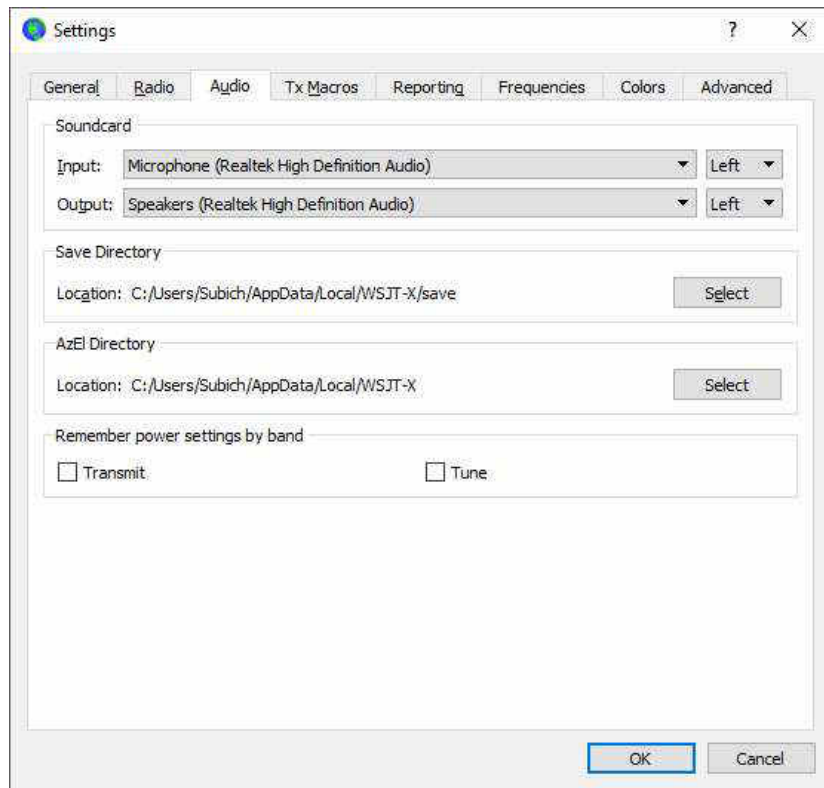 Settings
?
General Radio Audio Tx Macros Reporting Frequencies Colors Advanced
Soundcard
Input: Microphone (Realtek High Definition Audio) Left
Output: Speakers (Realtek High Definition Audio) Left
Save Directory
Location: C:/Users/Subich/AppData/Local/WSJT-X/save Select
AzEl Directory
Location: C:/Users/Subich/AppData/Local/WSJT-X Select
Remember power settings by band
Transmit Tune
OK Cancel